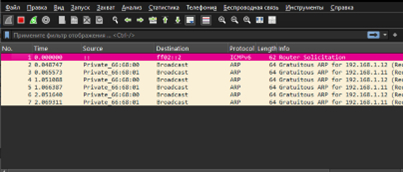 Файл Правка Вид Запуск Захват Анализ Статистика Телефония Беспроводная связь Инструменты Справка
Применить фильтр отображения ... <Ctrl-/>
No. Time Source Destination Protocol Length Info
1 0.000000 :: ff02::2 ICMPv6 62 Router Solicitation
2 0.048747 Private_66:68:00 Broadcast ARP 64 Gratuitous ARP for 192.168.1.12 (Re
3 0.065573 Private_66:68:01 Broadcast ARP 64 Gratuitous ARP for 192.168.1.11 (Re
4 1.051088 Private_66:68:00 Broadcast ARP 64 Gratuitous ARP for 192.168.1.12 (Re
5 1.066387 Private_66:68:01 Broadcast ARP 64 Gratuitous ARP for 192.168.1.11 (Re
6 2.051640 Private_66:68:00 Broadcast ARP 64 Gratuitous ARP for 192.168.1.12 (Re
7 2.069311 Private_66:68:01 Broadcast ARP 64 Gratuitous ARP for 192.168.1.11 (Re